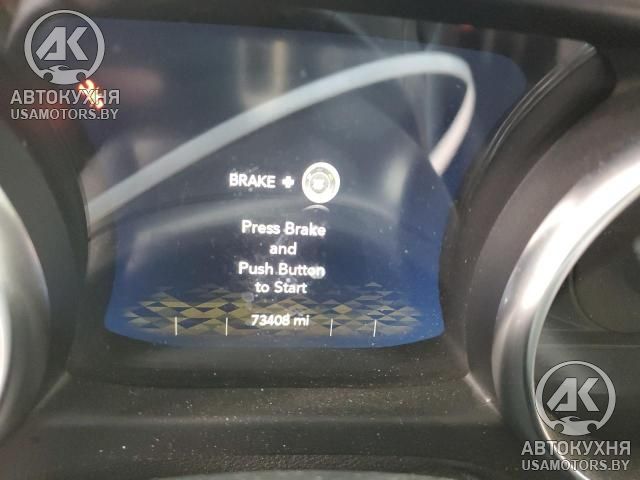 АК
АВТОКУХНЯ
USAMOTORS.BY
BRAKE +
Press Brake
and
Push Button
to Start
73408 mi
АК
АВТОКУХНЯ
USAMOTORS.BY